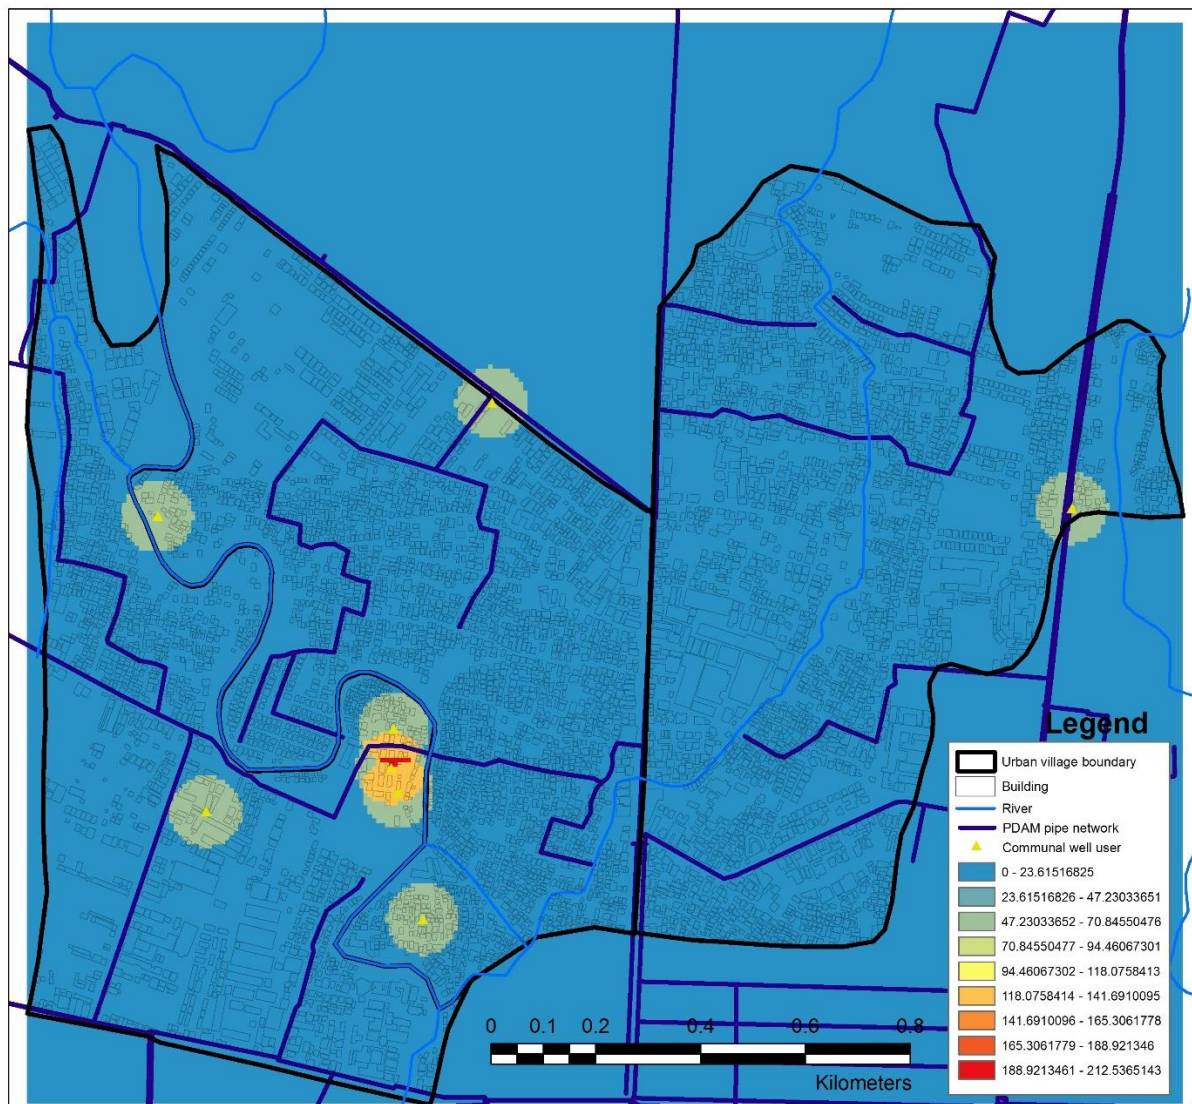 Legend
Urban village boundary
Building
River
PDAM pipe network
Communal well user
0 - 23.61516825
23.61516826 - 47.23033651
47.23033652 - 70.84550476
70.84550477 - 94.46067301
94.46067302 - 118.0758413
118.0758414 - 141.6910095
141.6910096 - 165.3061778
165.3061779 - 188.921346
188.9213461 - 212.5365143
0 0.1 0.2 0.4 0.6 0.8
Kilometers